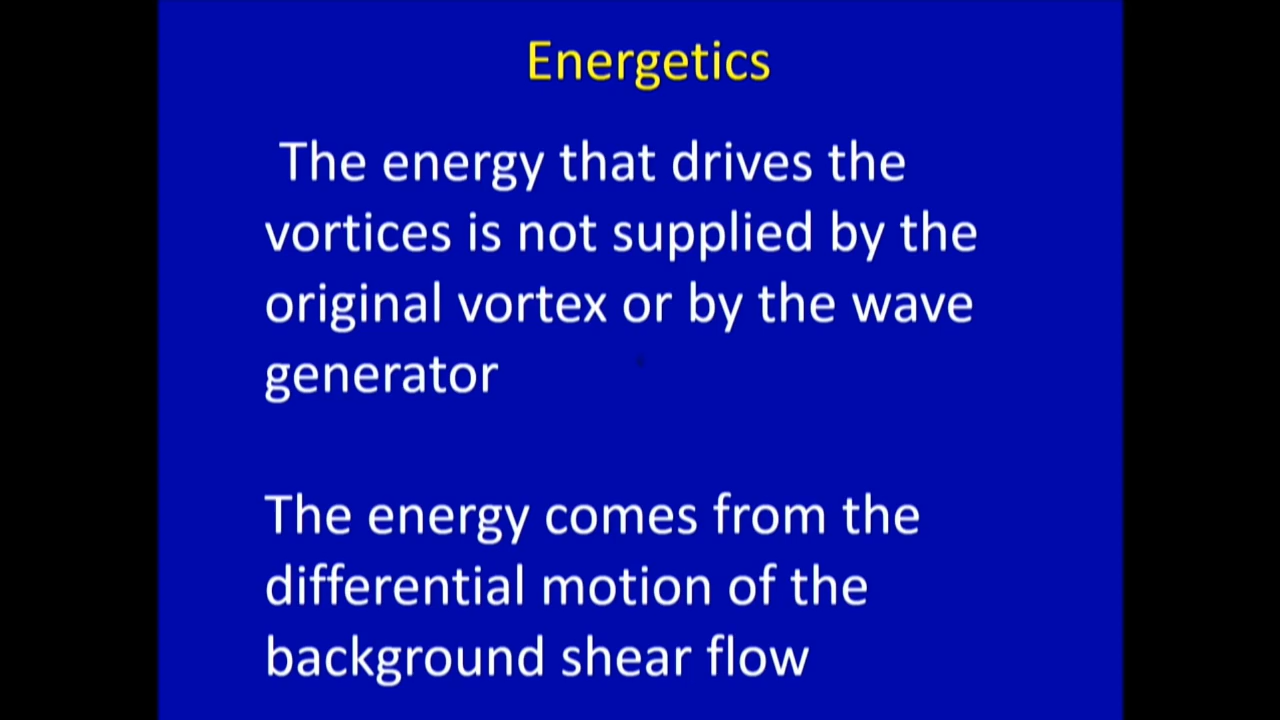 Energetics
The energy that drives the
vortices is not supplied by the
original vortex or by the wave
generator
The energy comes from the
differential motion of the
background shear flow